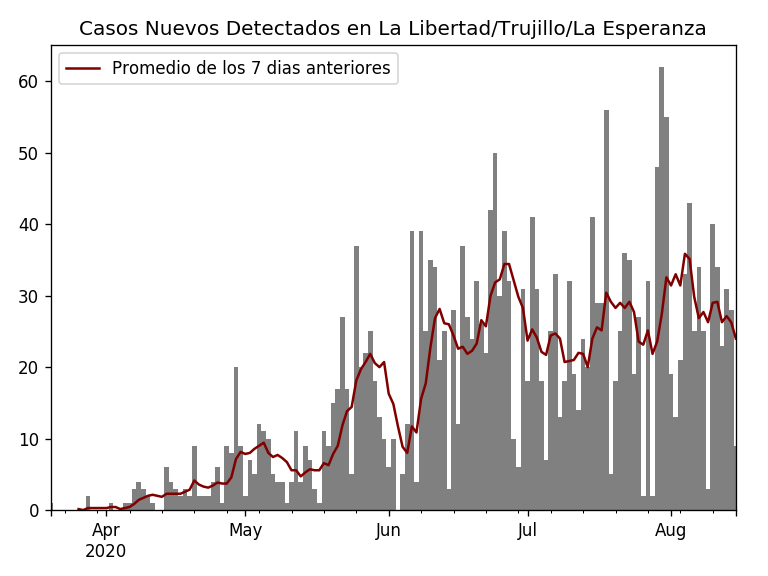 Casos Nuevos Detectados en La Libertad/Trujillo/La Esperanza
Promedio de los 7 dias anteriores
60
50
40
30
20
10
0
Apr May Jun Jul Aug
2020